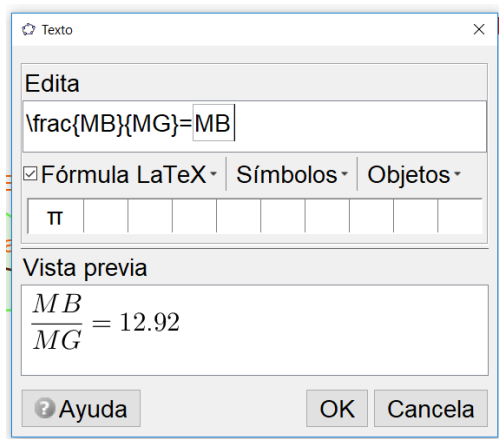 Texto
Edita
\frac{MB}{MG}=MB
Fórmula LaTeX Símbolos Objetos
π
Vista previa
MB
MG = 12.92
Ayuda OK Cancela